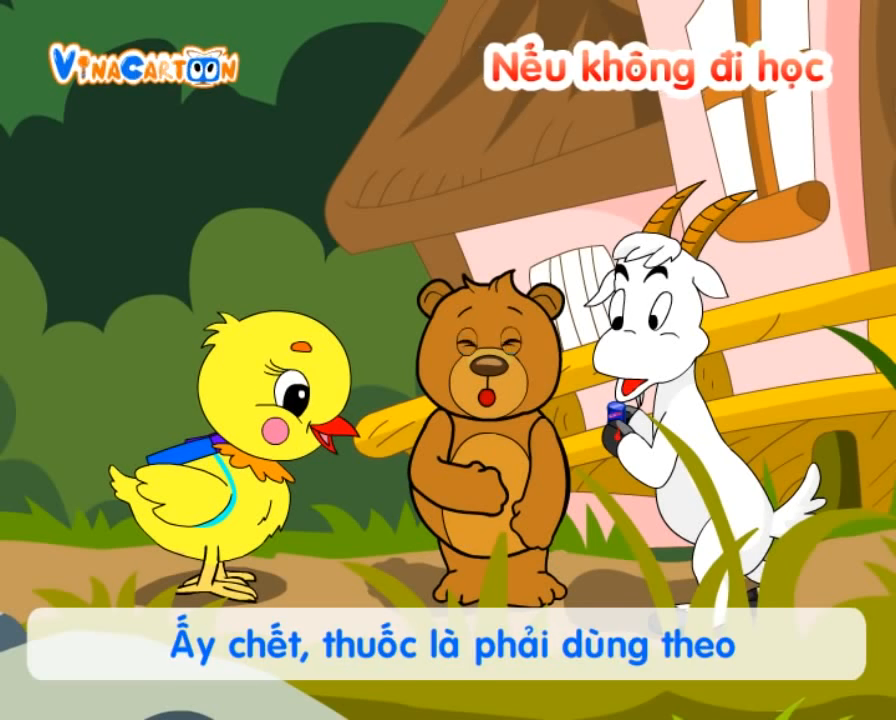 VINACARTOON
Nếu không đi học
Ấy chết, thuốc là phải dùng theo